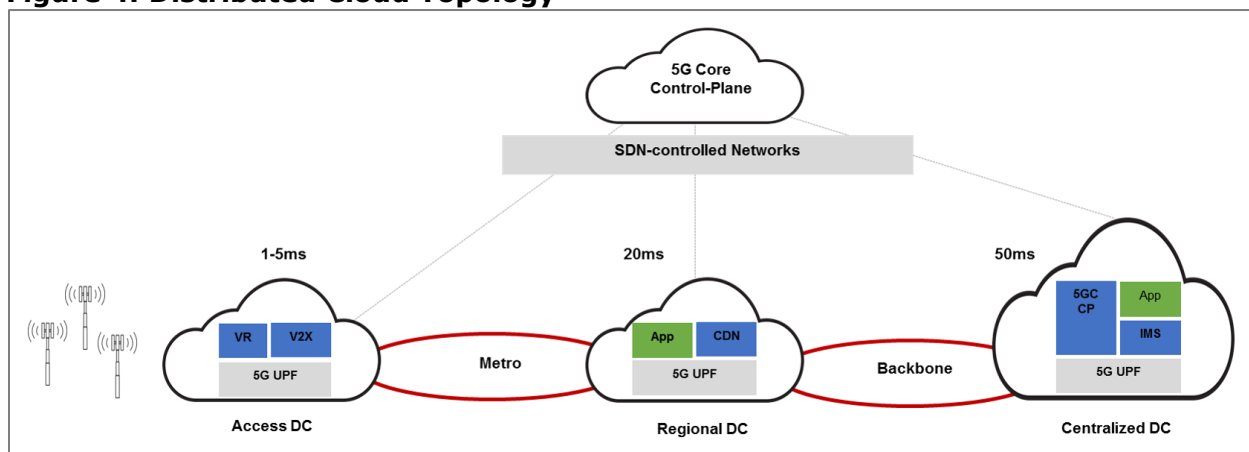 Figure 4. Distributed Cloud Topology
5G Core
Control-Plane
SDN-controlled Networks
1-5ms
20ms
50ms
VR
V2X
5G UPF
Access DC
Metro
App
CDN
5G UPF
Regional DC
Backbone
5GC
CP
App
IMS
5G UPF
Centralized DC